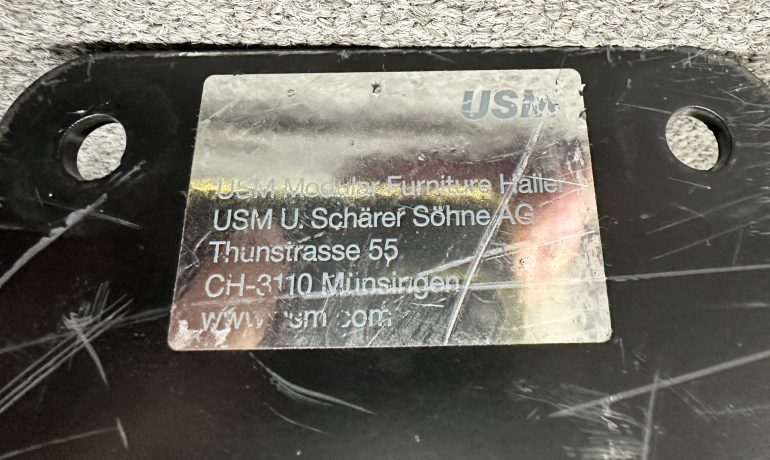 USM
USM Modular Furniture Haller
USM U. Schärer Söhne AG
Thunstrasse 55
CH-3110 Münsingen
www.usm.com